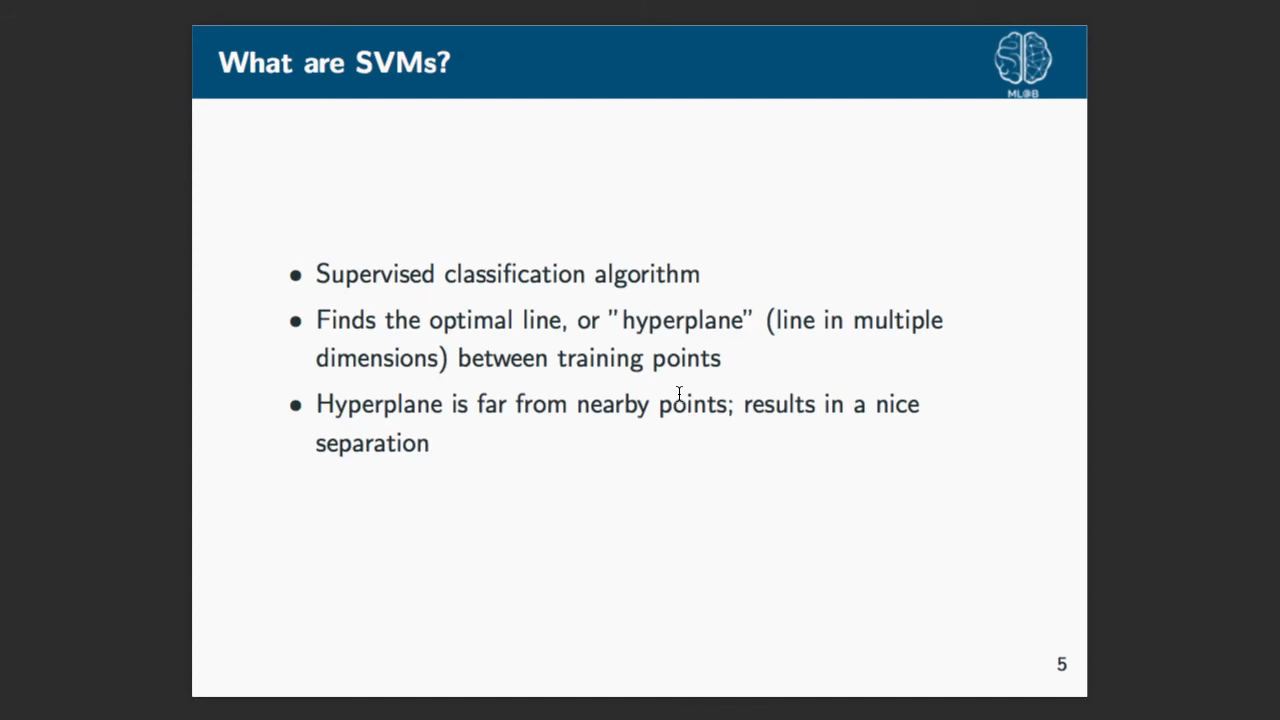 What are SVMs?
ML@B
• Supervised classification algorithm
• Finds the optimal line, or ”hyperplane” (line in multiple
dimensions) between training points
• Hyperplane is far from nearby points; results in a nice
separation
5